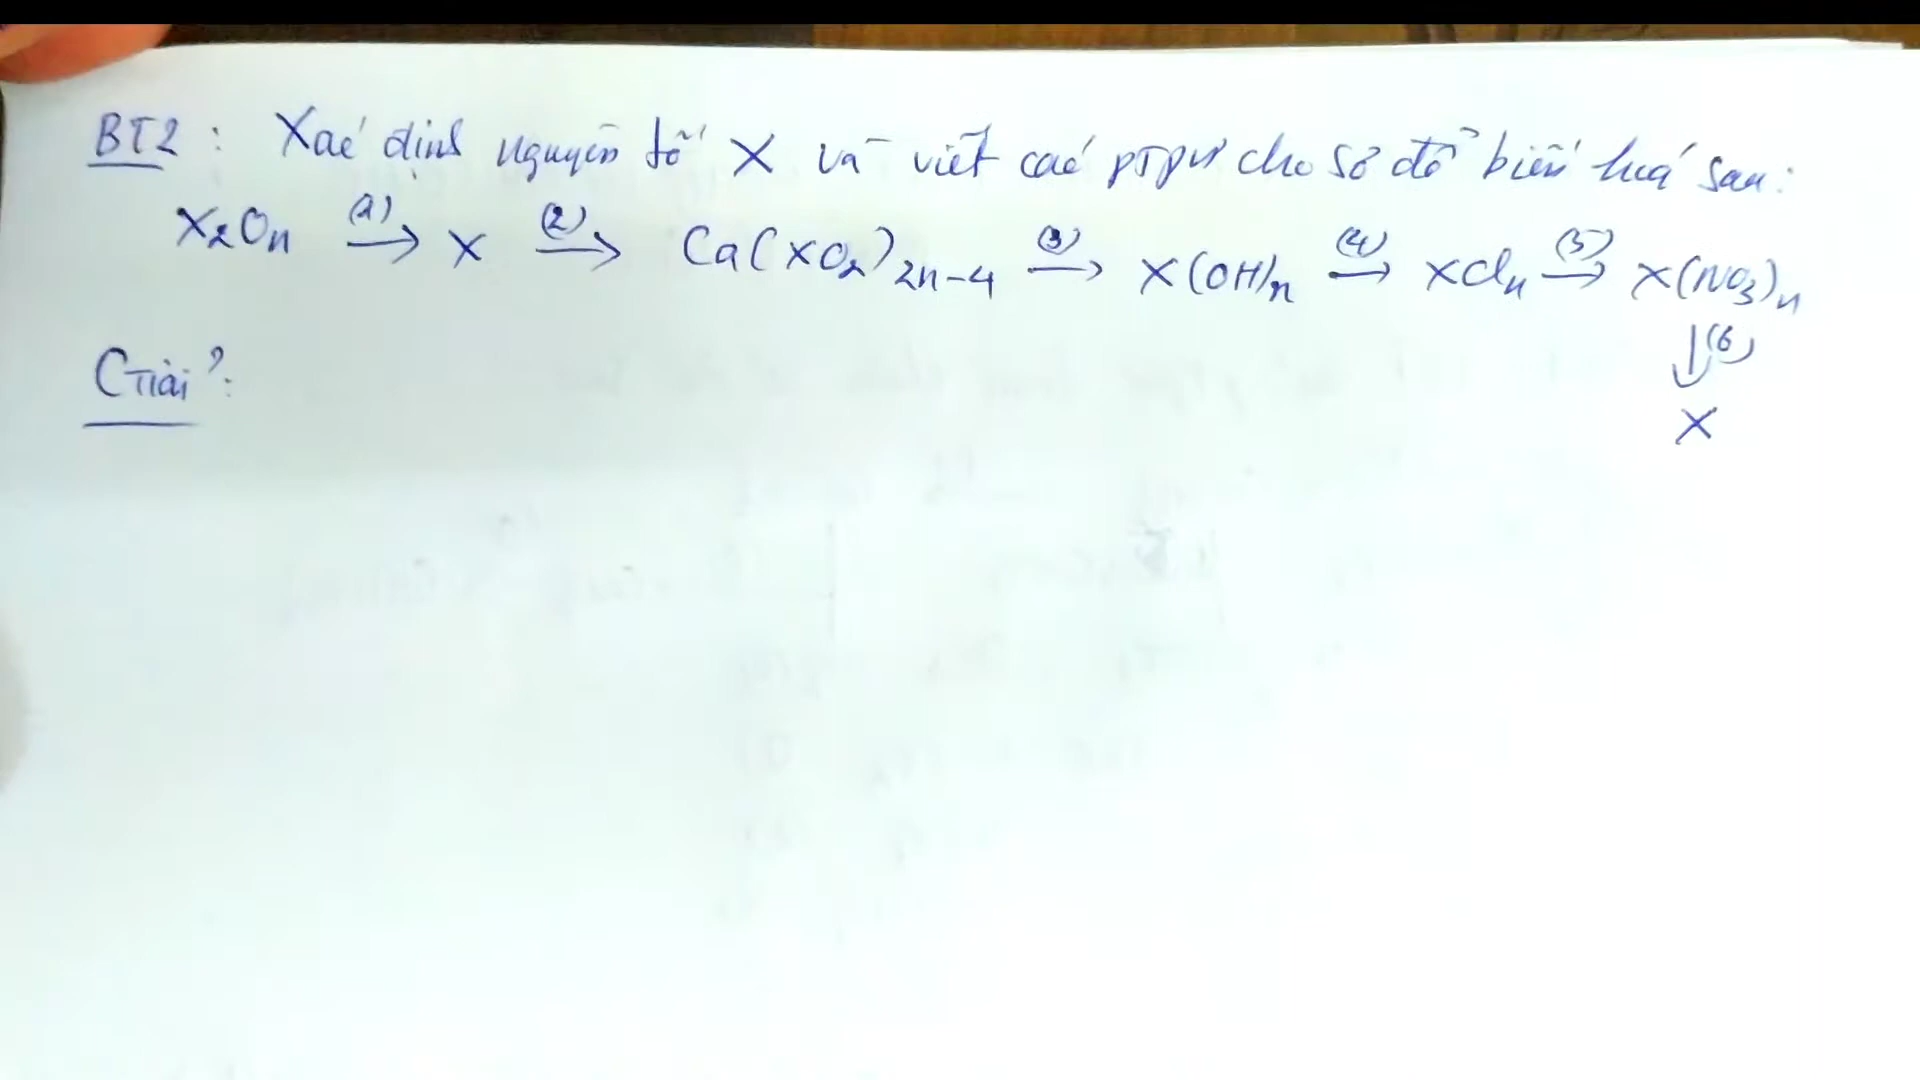 BT2 : Xác định nguyên tố X và viết các ptpư cho sơ đồ biến hoá sau:
X₂Oₙ (1)→ X (2)→ Ca(XO₂)₂ₙ₋₄ (3)→ X(OH)ₙ (4)→ XClₙ (5)→ X(NO₃)ₙ
↓(6)
X
Giải :